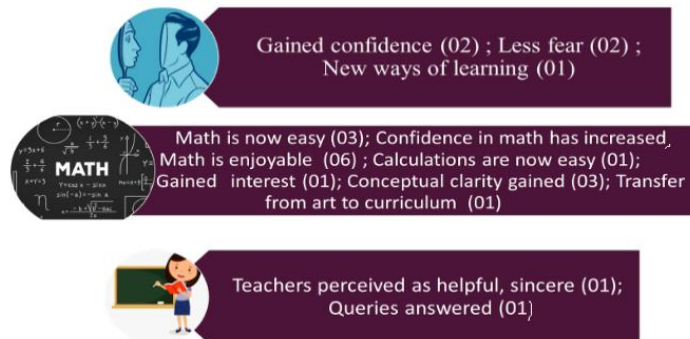 Gained confidence (02) ; Less fear (02) ;
New ways of learning (01)
Math is now easy (03); Confidence in math has increased,
Math is enjoyable (06) ; Calculations are now easy (01);
Gained interest (01); Conceptual clarity gained (03); Transfer
from art to curriculum (01)
MATH
Teachers perceived as helpful, sincere (01);
Queries answered (01)